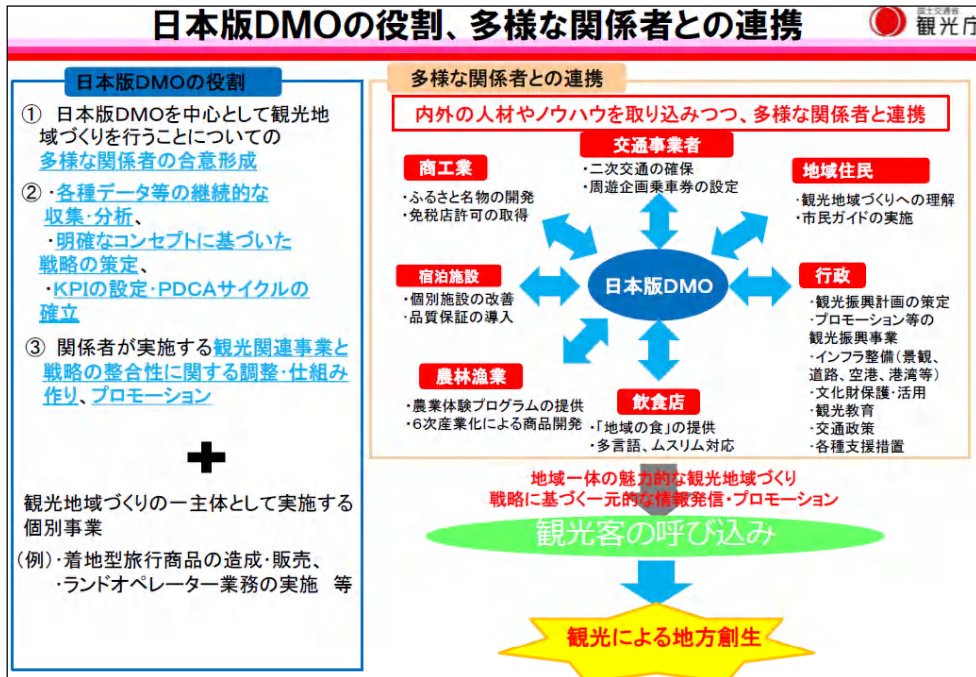 日本版DMOの役割、多様な関係者との連携
国土交通省
観光庁
日本版DMOの役割
① 日本版DMOを中心として観光地
域づくりを行うことについての
多様な関係者の合意形成
② ・各種データ等の継続的な
収集・分析、
・明確なコンセプトに基づいた
戦略の策定、
・KPIの設定・PDCAサイクルの
確立
③ 関係者が実施する観光関連事業と
戦略の整合性に関する調整・仕組み
作り、プロモーション
+
観光地域づくりの一主体として実施する
個別事業
(例)・着地型旅行商品の造成・販売、
・ランドオペレーター業務の実施 等
多様な関係者との連携
内外の人材やノウハウを取り込みつつ、多様な関係者と連携
交通事業者
・二次交通の確保
・周遊企画乗車券の設定
商工業
・ふるさと名物の開発
・免税店許可の取得
地域住民
・観光地域づくりへの理解
・市民ガイドの実施
宿泊施設
・個別施設の改善
・品質保証の導入
日本版DMO
行政
・観光振興計画の策定
・プロモーション等の
観光振興事業
・インフラ整備(景観、
道路、空港、港湾等)
・文化財保護・活用
・観光教育
・交通政策
・各種支援措置
農林漁業
・農業体験プログラムの提供
・6次産業化による商品開発
飲食店
・「地域の食」の提供
・多言語、ムスリム対応
地域一体の魅力的な観光地域づくり
戦略に基づく一元的な情報発信・プロモーション
観光客の呼び込み
観光による地方創生